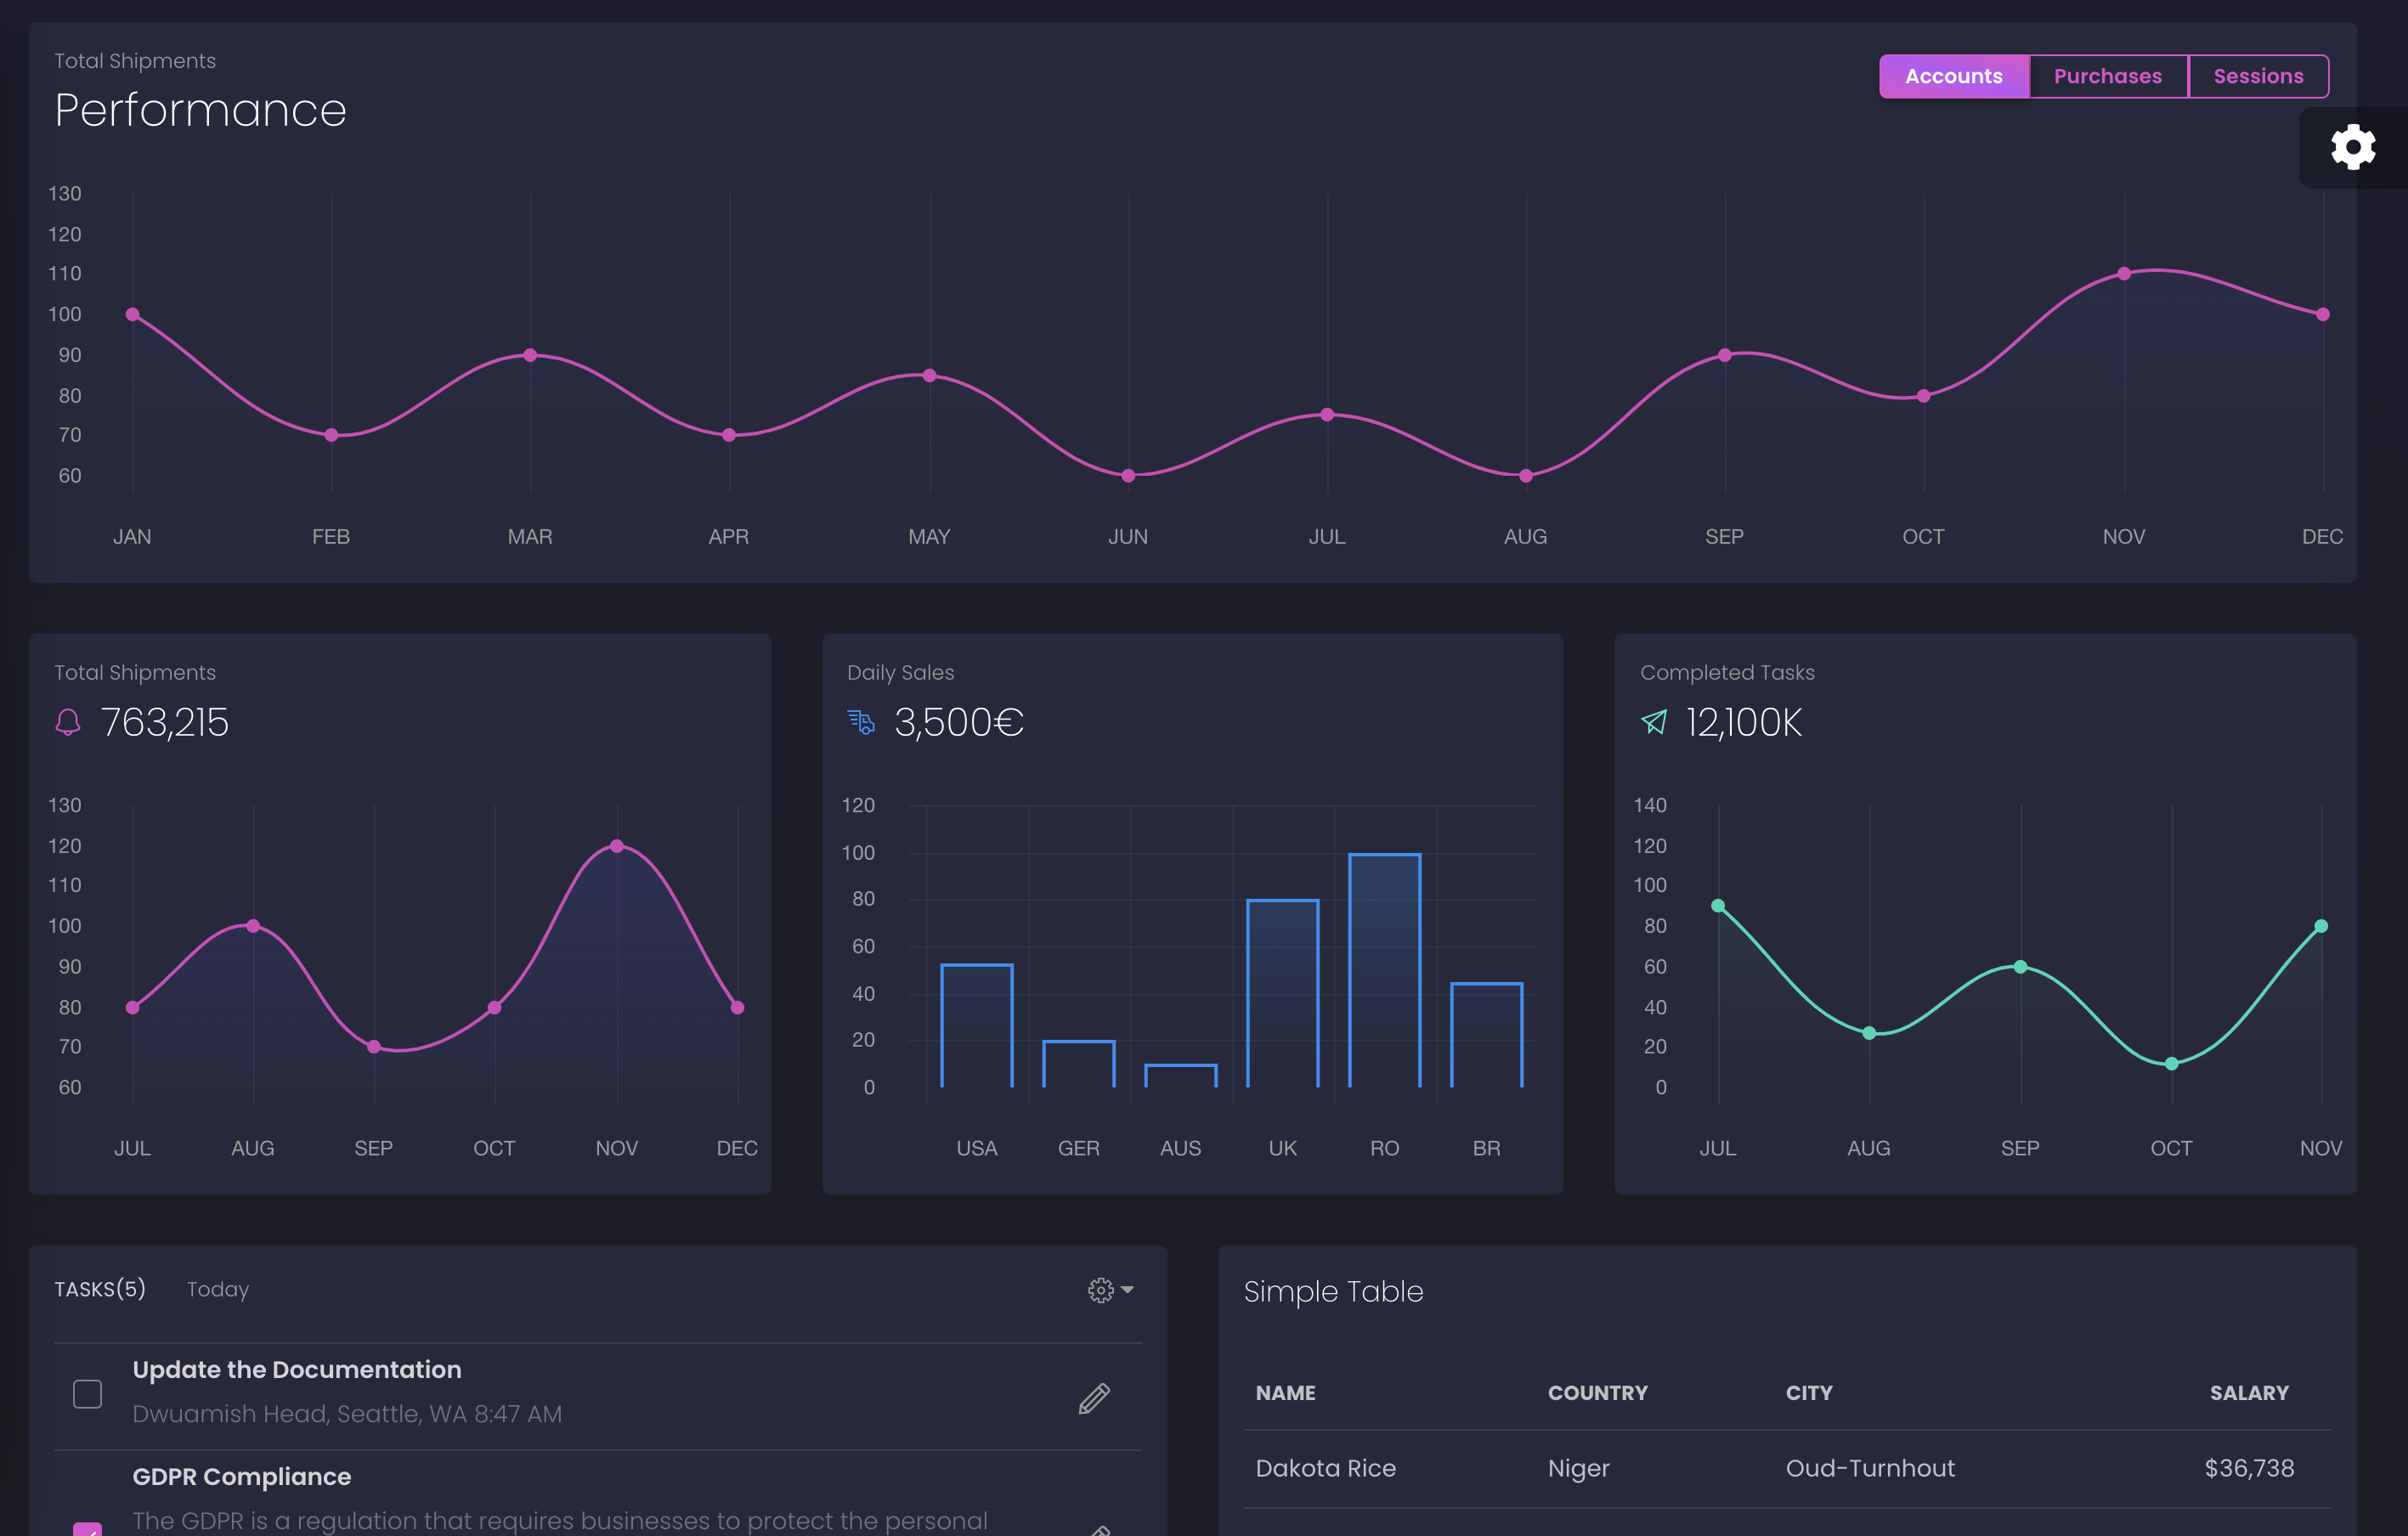 Total Shipments
Performance
Accounts Purchases Sessions
130
120
110
100
90
80
70
60
JAN FEB MAR APR MAY JUN JUL AUG SEP OCT NOV DEC
Total Shipments
763,215
130
120
110
100
90
80
70
60
JUL AUG SEP OCT NOV DEC
Daily Sales
3,500€
120
100
80
60
40
20
0
USA GER AUS UK RO BR
Completed Tasks
12,100K
140
120
100
80
60
40
20
0
JUL AUG SEP OCT NOV
TASKS(5) Today
Update the Documentation
Dwuamish Head, Seattle, WA 8:47 AM
GDPR Compliance
The GDPR is a regulation that requires businesses to protect the personal
Simple Table
NAME COUNTRY CITY SALARY
Dakota Rice Niger Oud-Turnhout $36,738